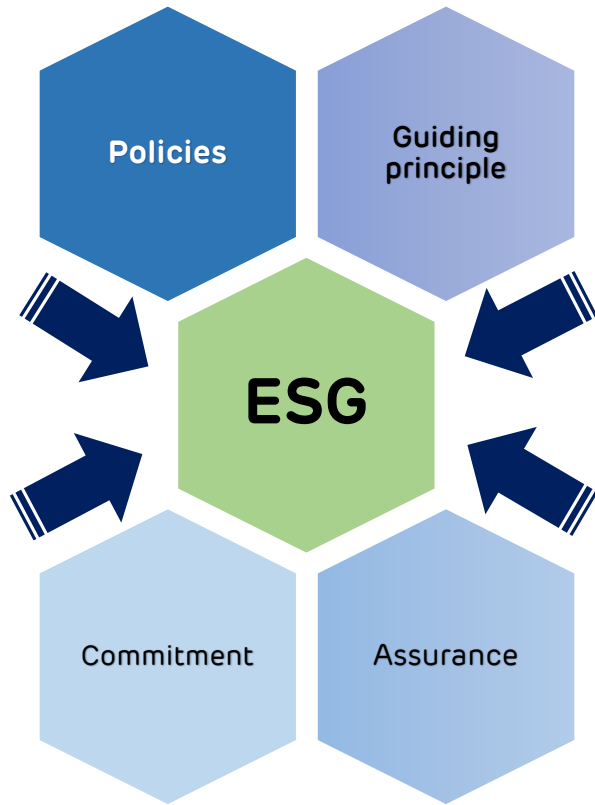 Policies
Guiding
principle
ESG
Commitment
Assurance